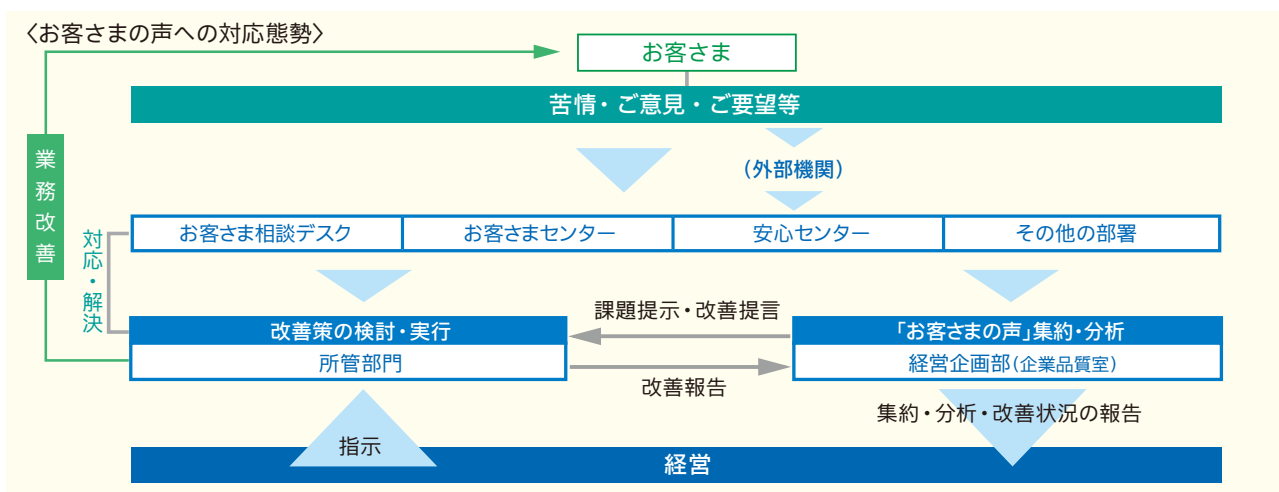 〈お客さまの声への対応態勢〉
お客さま
苦情・ご意見・ご要望等
業務改善
（外部機関）
お客さま相談デスク
お客さまセンター
安心センター
その他の部署
対応・解決
課題提示・改善提言
改善策の検討・実行
「お客さまの声」集約・分析
所管部門
経営企画部（企業品質室）
改善報告
集約・分析・改善状況の報告
指示
経営